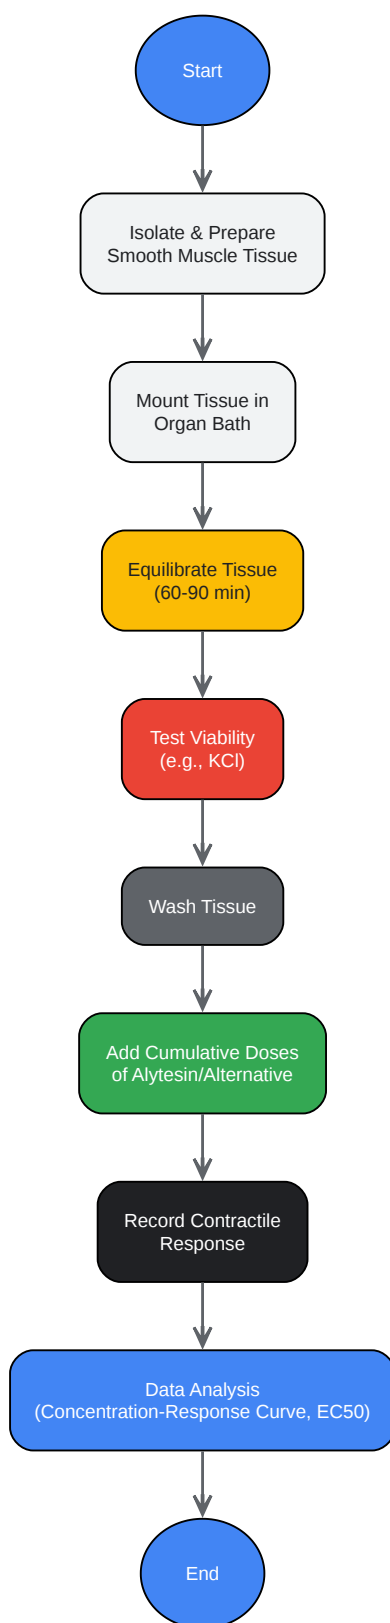 Start
Isolate & Prepare
Smooth Muscle Tissue
Mount Tissue in
Organ Bath
Equilibrate Tissue
(60-90 min)
Test Viability
(e.g., KCl)
Wash Tissue
Add Cumulative Doses
of Alytesin/Alternative
Record Contractile
Response
Data Analysis
(Concentration-Response Curve, EC50)
End